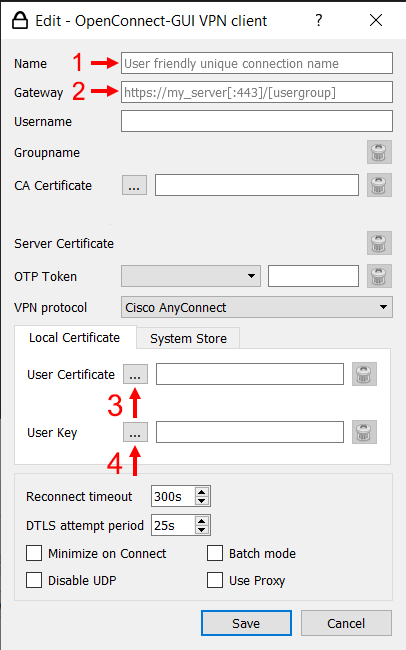 Edit - OpenConnect-GUI VPN client ? X
Name 1 User friendly unique connection name
Gateway 2 https://my_server[:443]/[usergroup]
Username
Groupname
CA Certificate ...
Server Certificate
OTP Token
VPN protocol Cisco AnyConnect
Local Certificate System Store
User Certificate ...
3
User Key ...
4
Reconnect timeout 300s
DTLS attempt period 25s
Minimize on Connect Batch mode
Disable UDP Use Proxy
Save Cancel